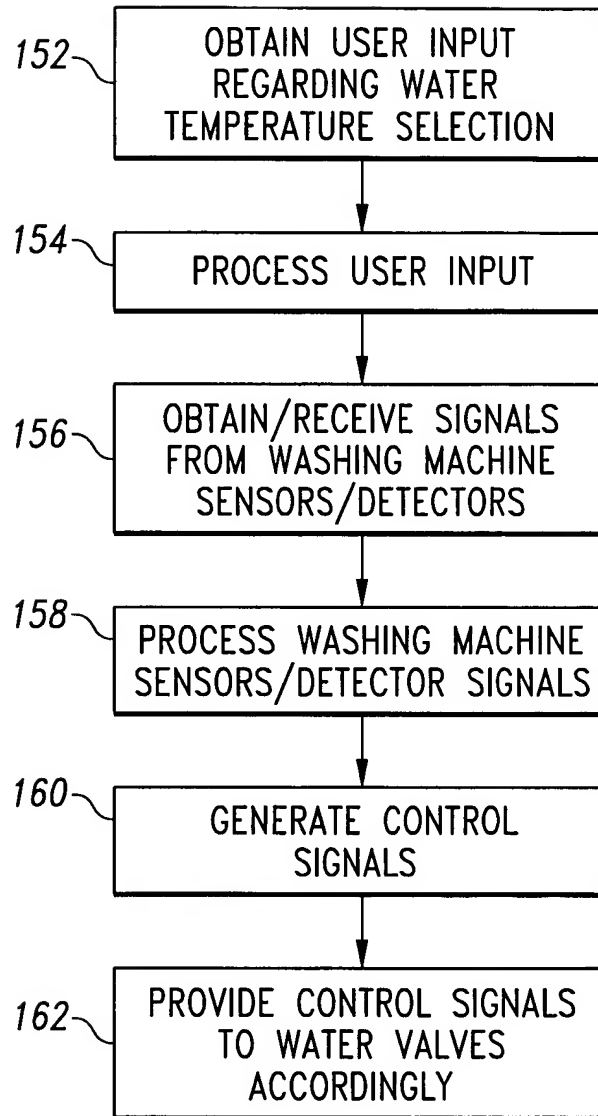 152
OBTAIN USER INPUT
REGARDING WATER
TEMPERATURE SELECTION
154
PROCESS USER INPUT
156
OBTAIN/RECEIVE SIGNALS
FROM WASHING MACHINE
SENSORS/DETECTORS
158
PROCESS WASHING MACHINE
SENSORS/DETECTOR SIGNALS
160
GENERATE CONTROL
SIGNALS
162
PROVIDE CONTROL SIGNALS
TO WATER VALVES
ACCORDINGLY